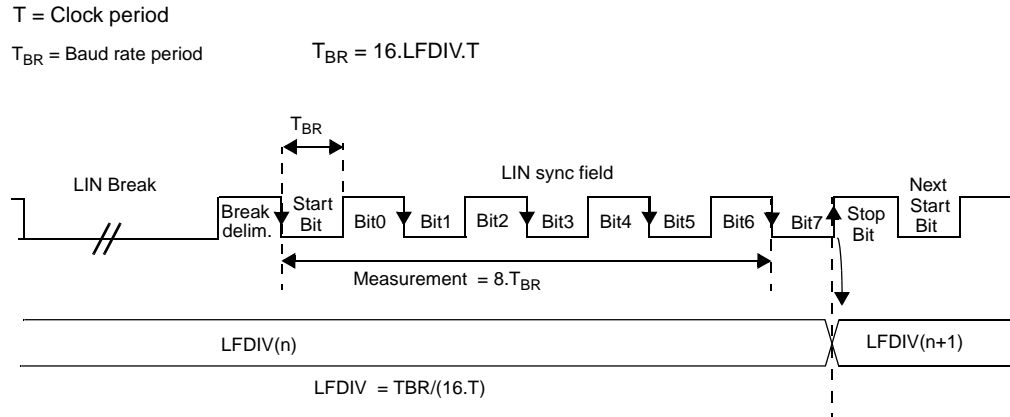 T = Clock period
T_BR = Baud rate period
T_BR = 16.LFDIV.T
T_BR
LIN Break
LIN sync field
Next
Start
Bit
Break
delim.
Start
Bit
Bit0
Bit1
Bit2
Bit3
Bit4
Bit5
Bit6
Bit7
Stop
Bit
Measurement = 8.T_BR
LFDIV(n)
LFDIV(n+1)
LFDIV = TBR/(16.T)